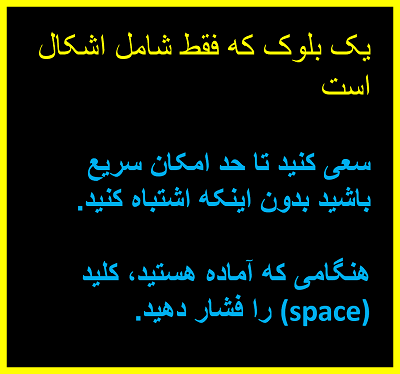 یک بلوک که فقط شامل اشکال
است
سعی کنید تا حد امکان سریع
باشید بدون اینکه اشتباه کنید.
هنگامی که آماده هستید، کلید
(space) را فشار دهید.